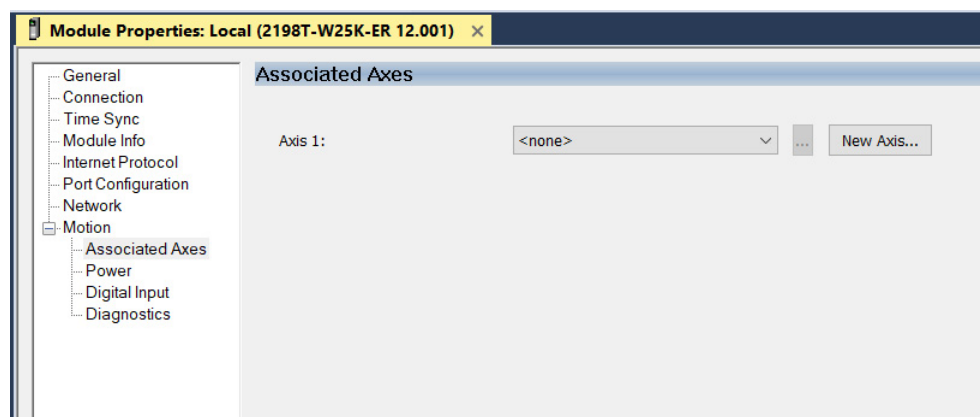 Module Properties: Local (2198T-W25K-ER 12.001) ×
General
Connection
Time Sync
Module Info
Internet Protocol
Port Configuration
Network
Motion
Associated Axes
Power
Digital Input
Diagnostics
Associated Axes
Axis 1: <none> ... New Axis...